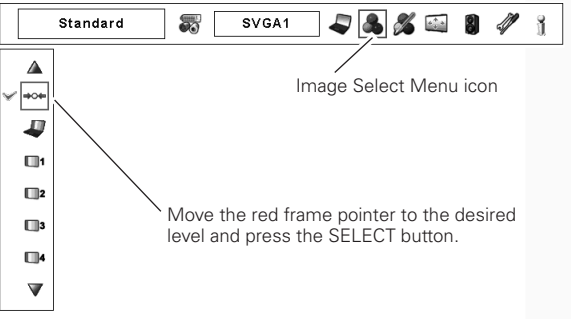 Standard
SVGA1
Image Select Menu icon
1
2
3
4
Move the red frame pointer to the desired
level and press the SELECT button.